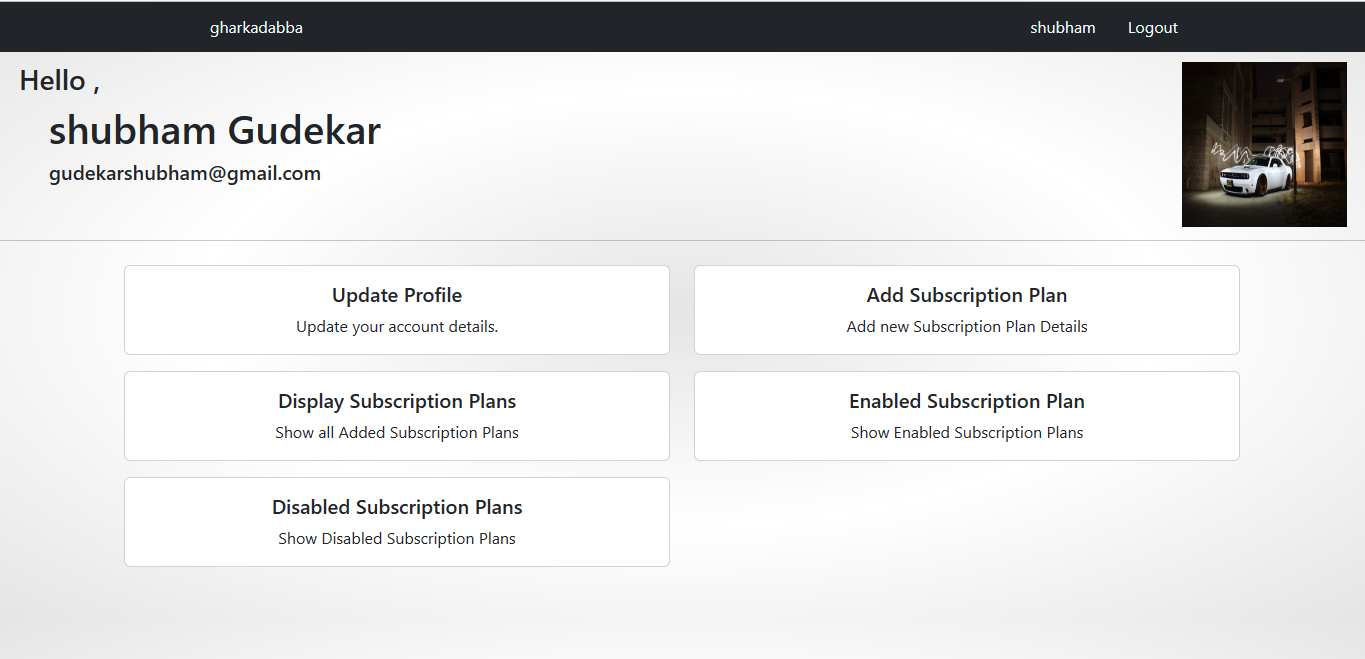 gharkadabba shubham Logout
Hello ,
shubham Gudekar
gudekarshubham@gmail.com
Update Profile
Update your account details.
Add Subscription Plan
Add new Subscription Plan Details
Display Subscription Plans
Show all Added Subscription Plans
Enabled Subscription Plan
Show Enabled Subscription Plans
Disabled Subscription Plans
Show Disabled Subscription Plans